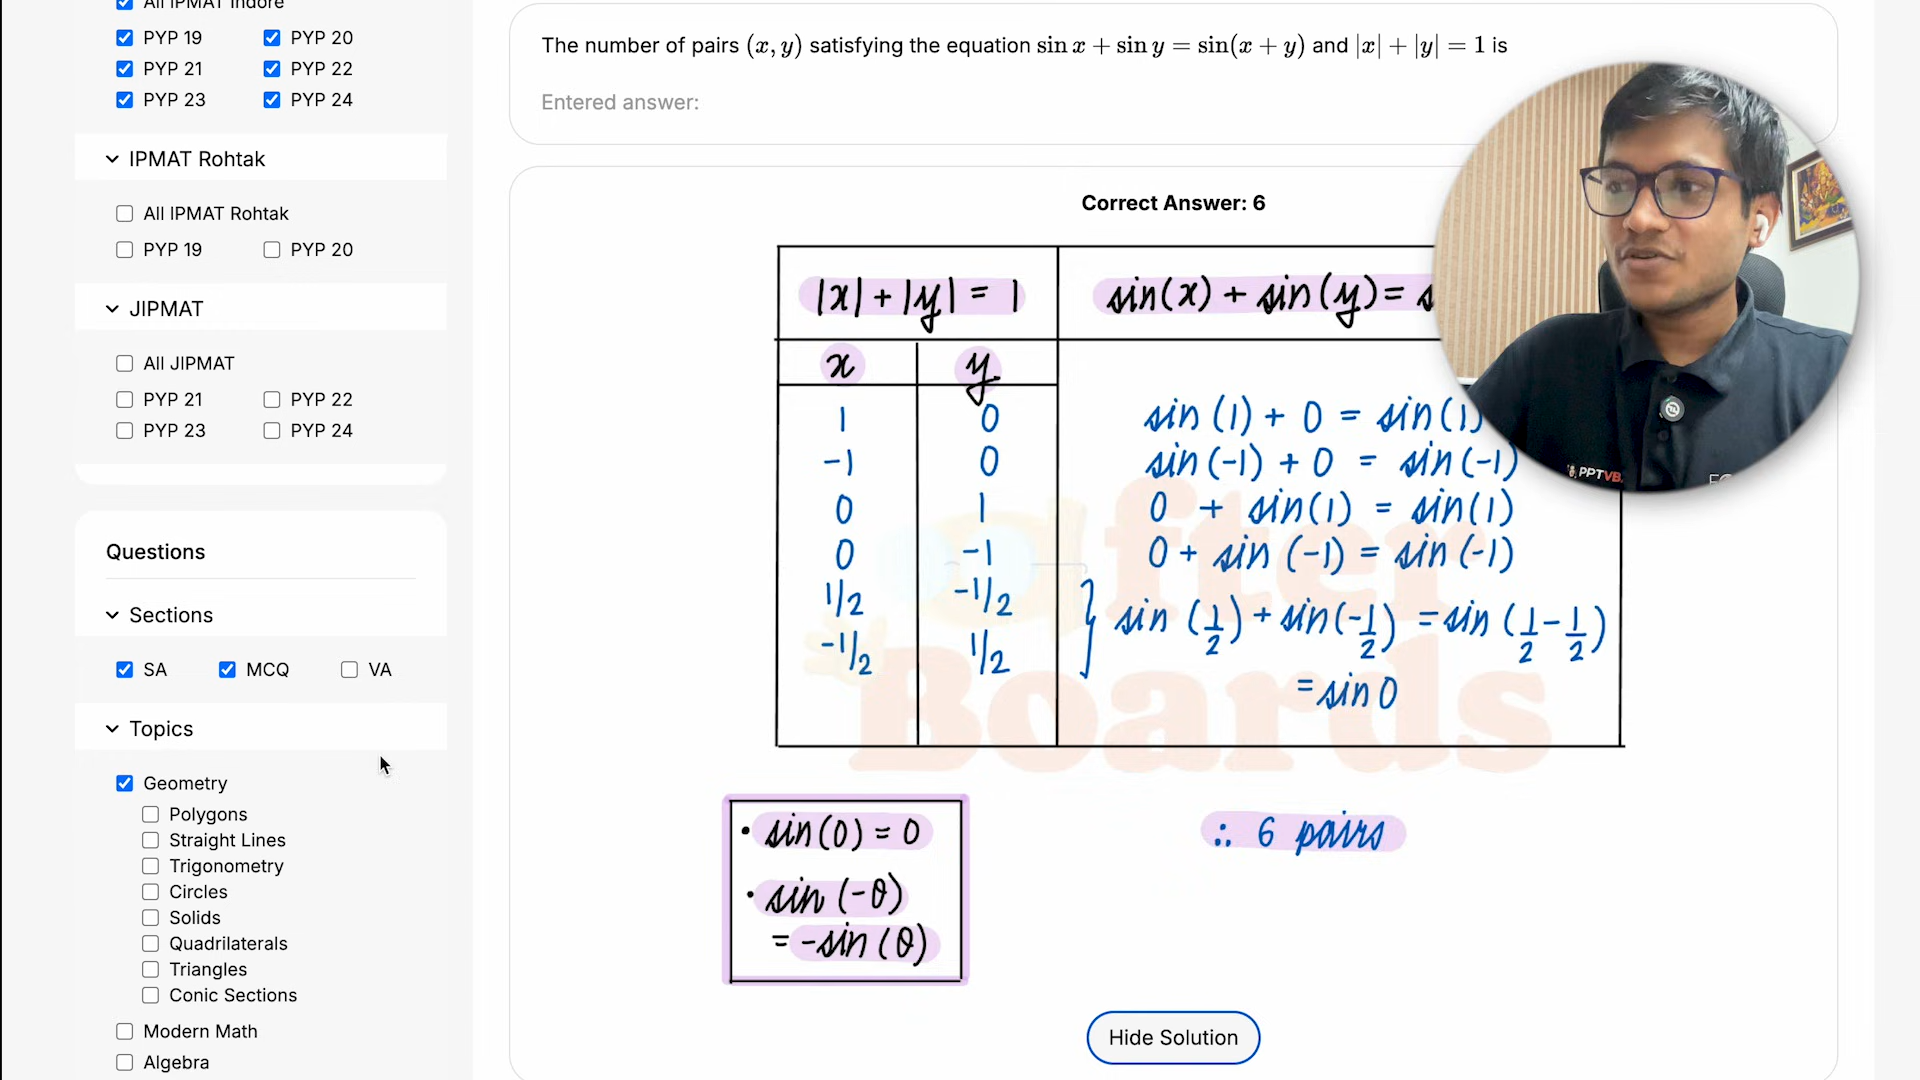 All IPMAT Indore
PYP 19
PYP 20
PYP 21
PYP 22
PYP 23
PYP 24
IPMAT Rohtak
All IPMAT Rohtak
PYP 19
PYP 20
JIPMAT
All JIPMAT
PYP 21
PYP 22
PYP 23
PYP 24
Questions
Sections
SA
MCQ
VA
Topics
Geometry
Polygons
Straight Lines
Trigonometry
Circles
Solids
Quadrilaterals
Triangles
Conic Sections
Modern Math
Algebra
The number of pairs (x, y) satisfying the equation sin x + sin y = sin(x + y) and |x| + |y| = 1 is
Entered answer:
Correct Answer: 6
|x| + |y| = 1
sin(x) + sin(y) = s
x y
1 0 sin(1) + 0 = sin(1)
-1 0 sin(-1) + 0 = sin(-1)
0 1 0 + sin(1) = sin(1)
0 -1 0 + sin(-1) = sin(-1)
1/2 -1/2 } sin(1/2) + sin(-1/2) = sin(1/2 - 1/2)
-1/2 1/2
= sin 0
fter
Boards
• sin(0) = 0
• sin(-θ)
= -sin(θ)
∴ 6 pairs
Hide Solution
PPTVB